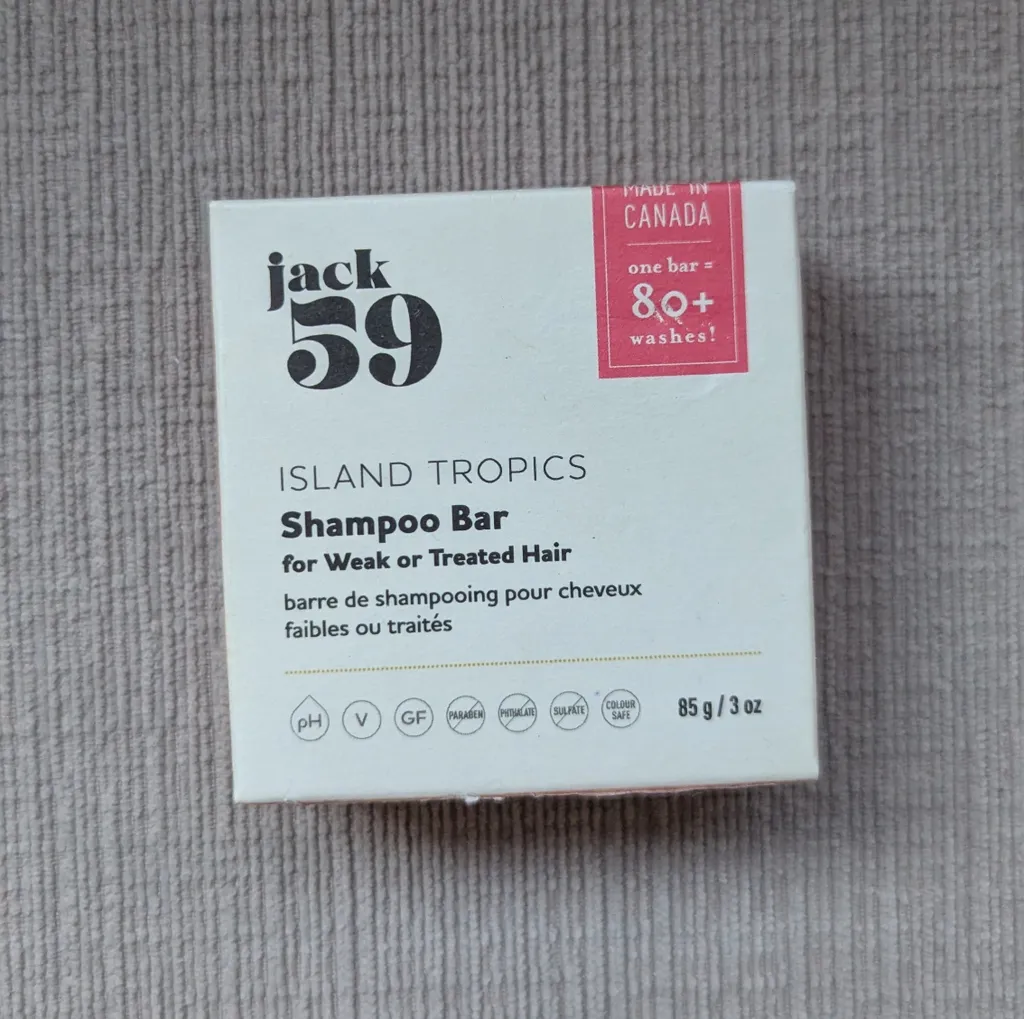 jack
59
MADE IN
CANADA
one bar =
80+
washes!
ISLAND TROPICS
Shampoo Bar
for Weak or Treated Hair
barre de shampooing pour cheveux
faibles ou traités
pH
V
GF
PARABEN
PHTHALATE
SULFATE
COLOUR
SAFE
85 g / 3 oz